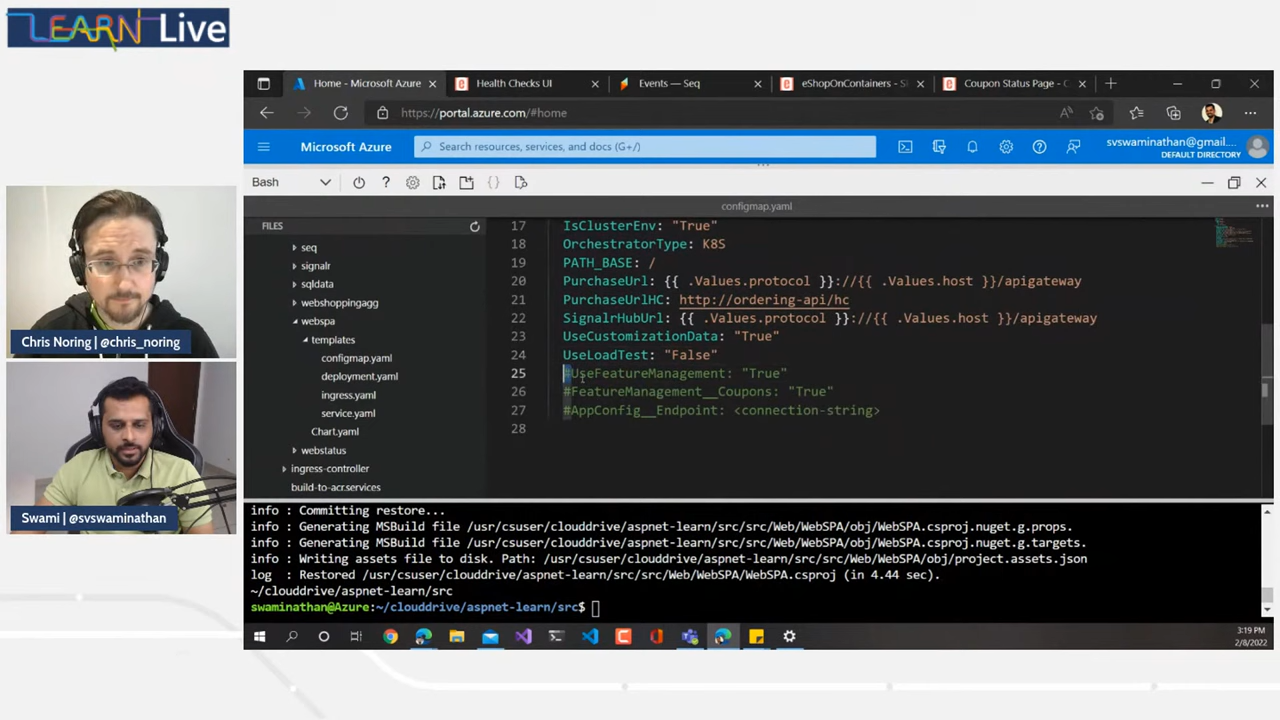 LEARN Live
Home - Microsoft Azure
Health Checks UI
Events — Seq
eShopOnContainers - S
Coupon Status Page - C
https://portal.azure.com/#home
Microsoft Azure
Search resources, services, and docs (G+/)
svswaminathan@gmail....
DEFAULT DIRECTORY
Bash
configmap.yaml
FILES
seq
signalr
sqldata
webshoppingagg
webspa
templates
configmap.yaml
deployment.yaml
ingress.yaml
service.yaml
Chart.yaml
webstatus
ingress-controller
build-to-acr.services
17 IsClusterEnv: "True"
18 OrchestratorType: K8S
19 PATH_BASE: /
20 PurchaseUrl: {{ .Values.protocol }}://{{ .Values.host }}/apigateway
21 PurchaseUrlHC: http://ordering-api/hc
22 SignalrHubUrl: {{ .Values.protocol }}://{{ .Values.host }}/apigateway
23 UseCustomizationData: "True"
24 UseLoadTest: "False"
25 #UseFeatureManagement: "True"
26 #FeatureManagement__Coupons: "True"
27 #AppConfig__Endpoint: <connection-string>
28
info : Committing restore...
info : Generating MSBuild file /usr/csuser/clouddrive/aspnet-learn/src/src/Web/WebSPA/obj/WebSPA.csproj.nuget.g.props.
info : Generating MSBuild file /usr/csuser/clouddrive/aspnet-learn/src/src/Web/WebSPA/obj/WebSPA.csproj.nuget.g.targets.
info : Writing assets file to disk. Path: /usr/csuser/clouddrive/aspnet-learn/src/src/Web/WebSPA/obj/project.assets.json
log : Restored /usr/csuser/clouddrive/aspnet-learn/src/src/Web/WebSPA/WebSPA.csproj (in 4.44 sec).
~/clouddrive/aspnet-learn/src
swaminathan@Azure:~/clouddrive/aspnet-learn/src$
3:19 PM
2/8/2022
Chris Noring | @chris_noring
Swami | @svswaminathan